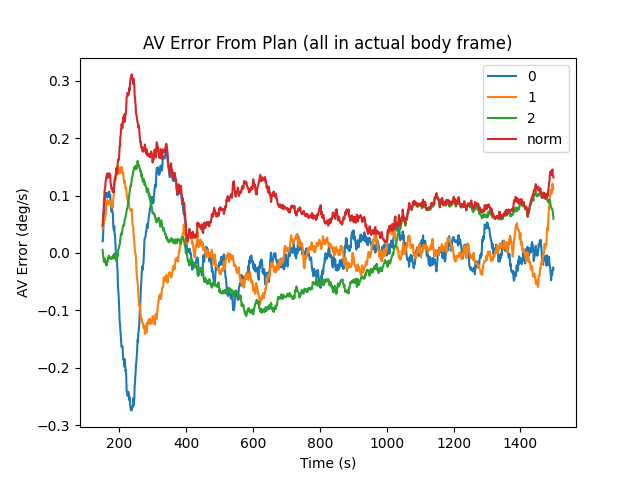 AV Error From Plan (all in actual body frame)
0
1
2
norm
AV Error (deg/s)
0.3
0.2
0.1
0.0
−0.1
−0.2
−0.3
200 400 600 800 1000 1200 1400
Time (s)